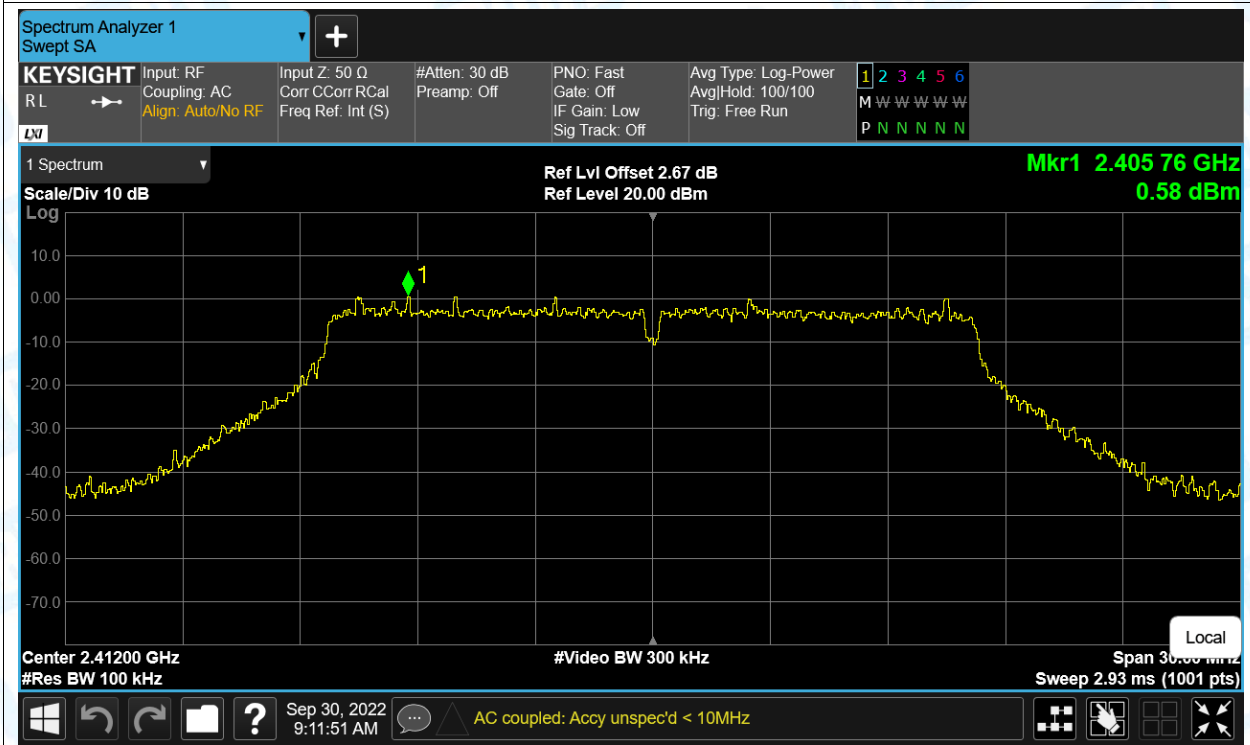 Spectrum Analyzer 1
Swept SA
KEYSIGHT
R L
LXI
Input: RF
Coupling: AC
Align: Auto/No RF
Input Z: 50 Ω
Corr CCorr RCal
Freq Ref: Int (S)
#Atten: 30 dB
Preamp: Off
PNO: Fast
Gate: Off
IF Gain: Low
Sig Track: Off
Avg Type: Log-Power
Avg|Hold: 100/100
Trig: Free Run
1 2 3 4 5 6
M W W W W W
P N N N N N
1 Spectrum
Scale/Div 10 dB
Log
Ref Lvl Offset 2.67 dB
Ref Level 20.00 dBm
Mkr1 2.405 76 GHz
0.58 dBm
1
10.0
0.00
-10.0
-20.0
-30.0
-40.0
-50.0
-60.0
-70.0
Local
Center 2.41200 GHz
#Res BW 100 kHz
#Video BW 300 kHz
Span 30.00 MHz
Sweep 2.93 ms (1001 pts)
?
Sep 30, 2022
9:11:51 AM
AC coupled: Accy unspec'd < 10MHz